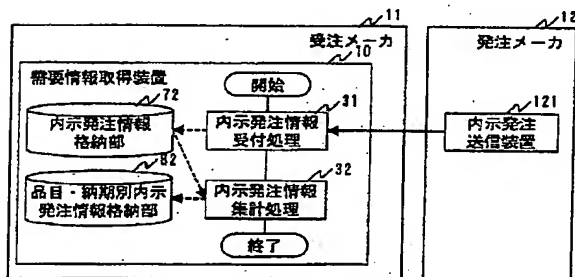 11
12
受注メーカ
発注メーカ
10
需要情報取得装置
開始
72
31
121
内示発注情報
格納部
内示発注情報
受付処理
内示発注
送信装置
82
32
品目・納期別内示
発注情報格納部
内示発注情報
集計処理
終了